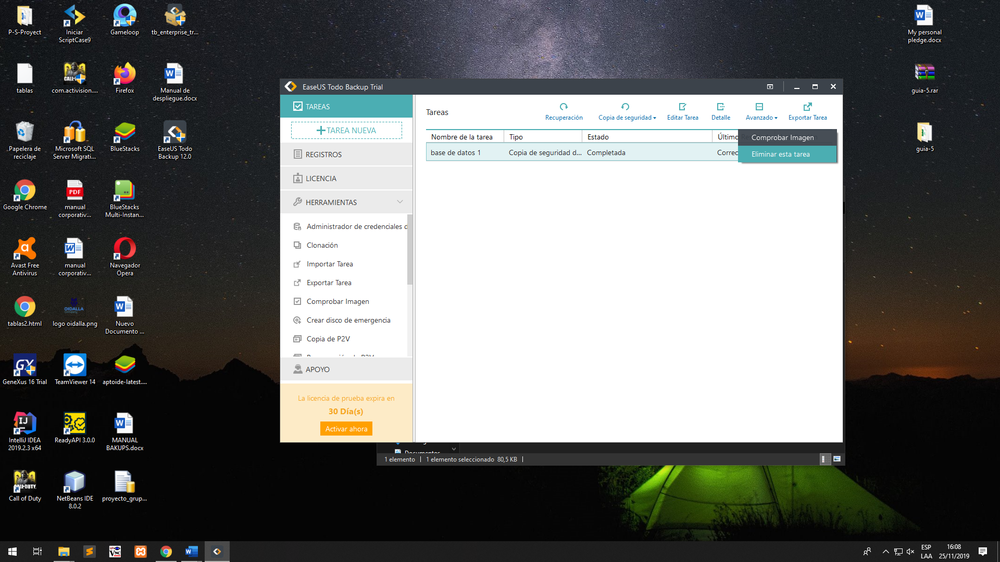 P-S-Proyect
Iniciar
ScriptCase9
Gameloop
tb_enterprise_tr...
tablas
com.activision....
Firefox
Manual de
despliegue.docx
Papelera de
reciclaje
Microsoft SQL
Server Migrati...
BlueStacks
EaseUS Todo
Backup 12.0
Google Chrome
PDF
manual
corporativ...
BlueStacks
Multi-Instan...
Avast Free
Antivirus
manual
corporativ...
Navegador
Opera
tablas2.html
OIDALLA
Company
logo oidalla.png
Nuevo
Documento ...
GX
GeneXus 16 Trial
TeamViewer 14
aptoide-latest....
IJ
IntelliJ IDEA
2019.2.3 x64
ReadyAPI 3.0.0
MANUAL
BAKUPS.docx
CALL-DUTY
Call of Duty
NetBeans IDE
8.0.2
proyecto_grup...
My personal
pledge.docx
guia-5.rar
guia-5
EaseUS Todo Backup Trial
TAREAS
TAREA NUEVA
REGISTROS
LICENCIA
HERRAMIENTAS
Administrador de credenciales d
Clonación
Importar Tarea
Exportar Tarea
Comprobar Imagen
Crear disco de emergencia
Copia de P2V
APOYO
La licencia de prueba expira en
30 Día(s)
Activar ahora
Tareas
Recuperación
Copia de seguridad
Editar Tarea
Detalle
Avanzado
Exportar Tarea
Nombre de la tarea
Tipo
Estado
Último
base de datos 1
Copia de seguridad d...
Completada
Correc
Comprobar Imagen
Eliminar esta tarea
Documentos
1 elemento
1 elemento seleccionado 80,5 KB
VNC
ESP
LAA
16:08
25/11/2019